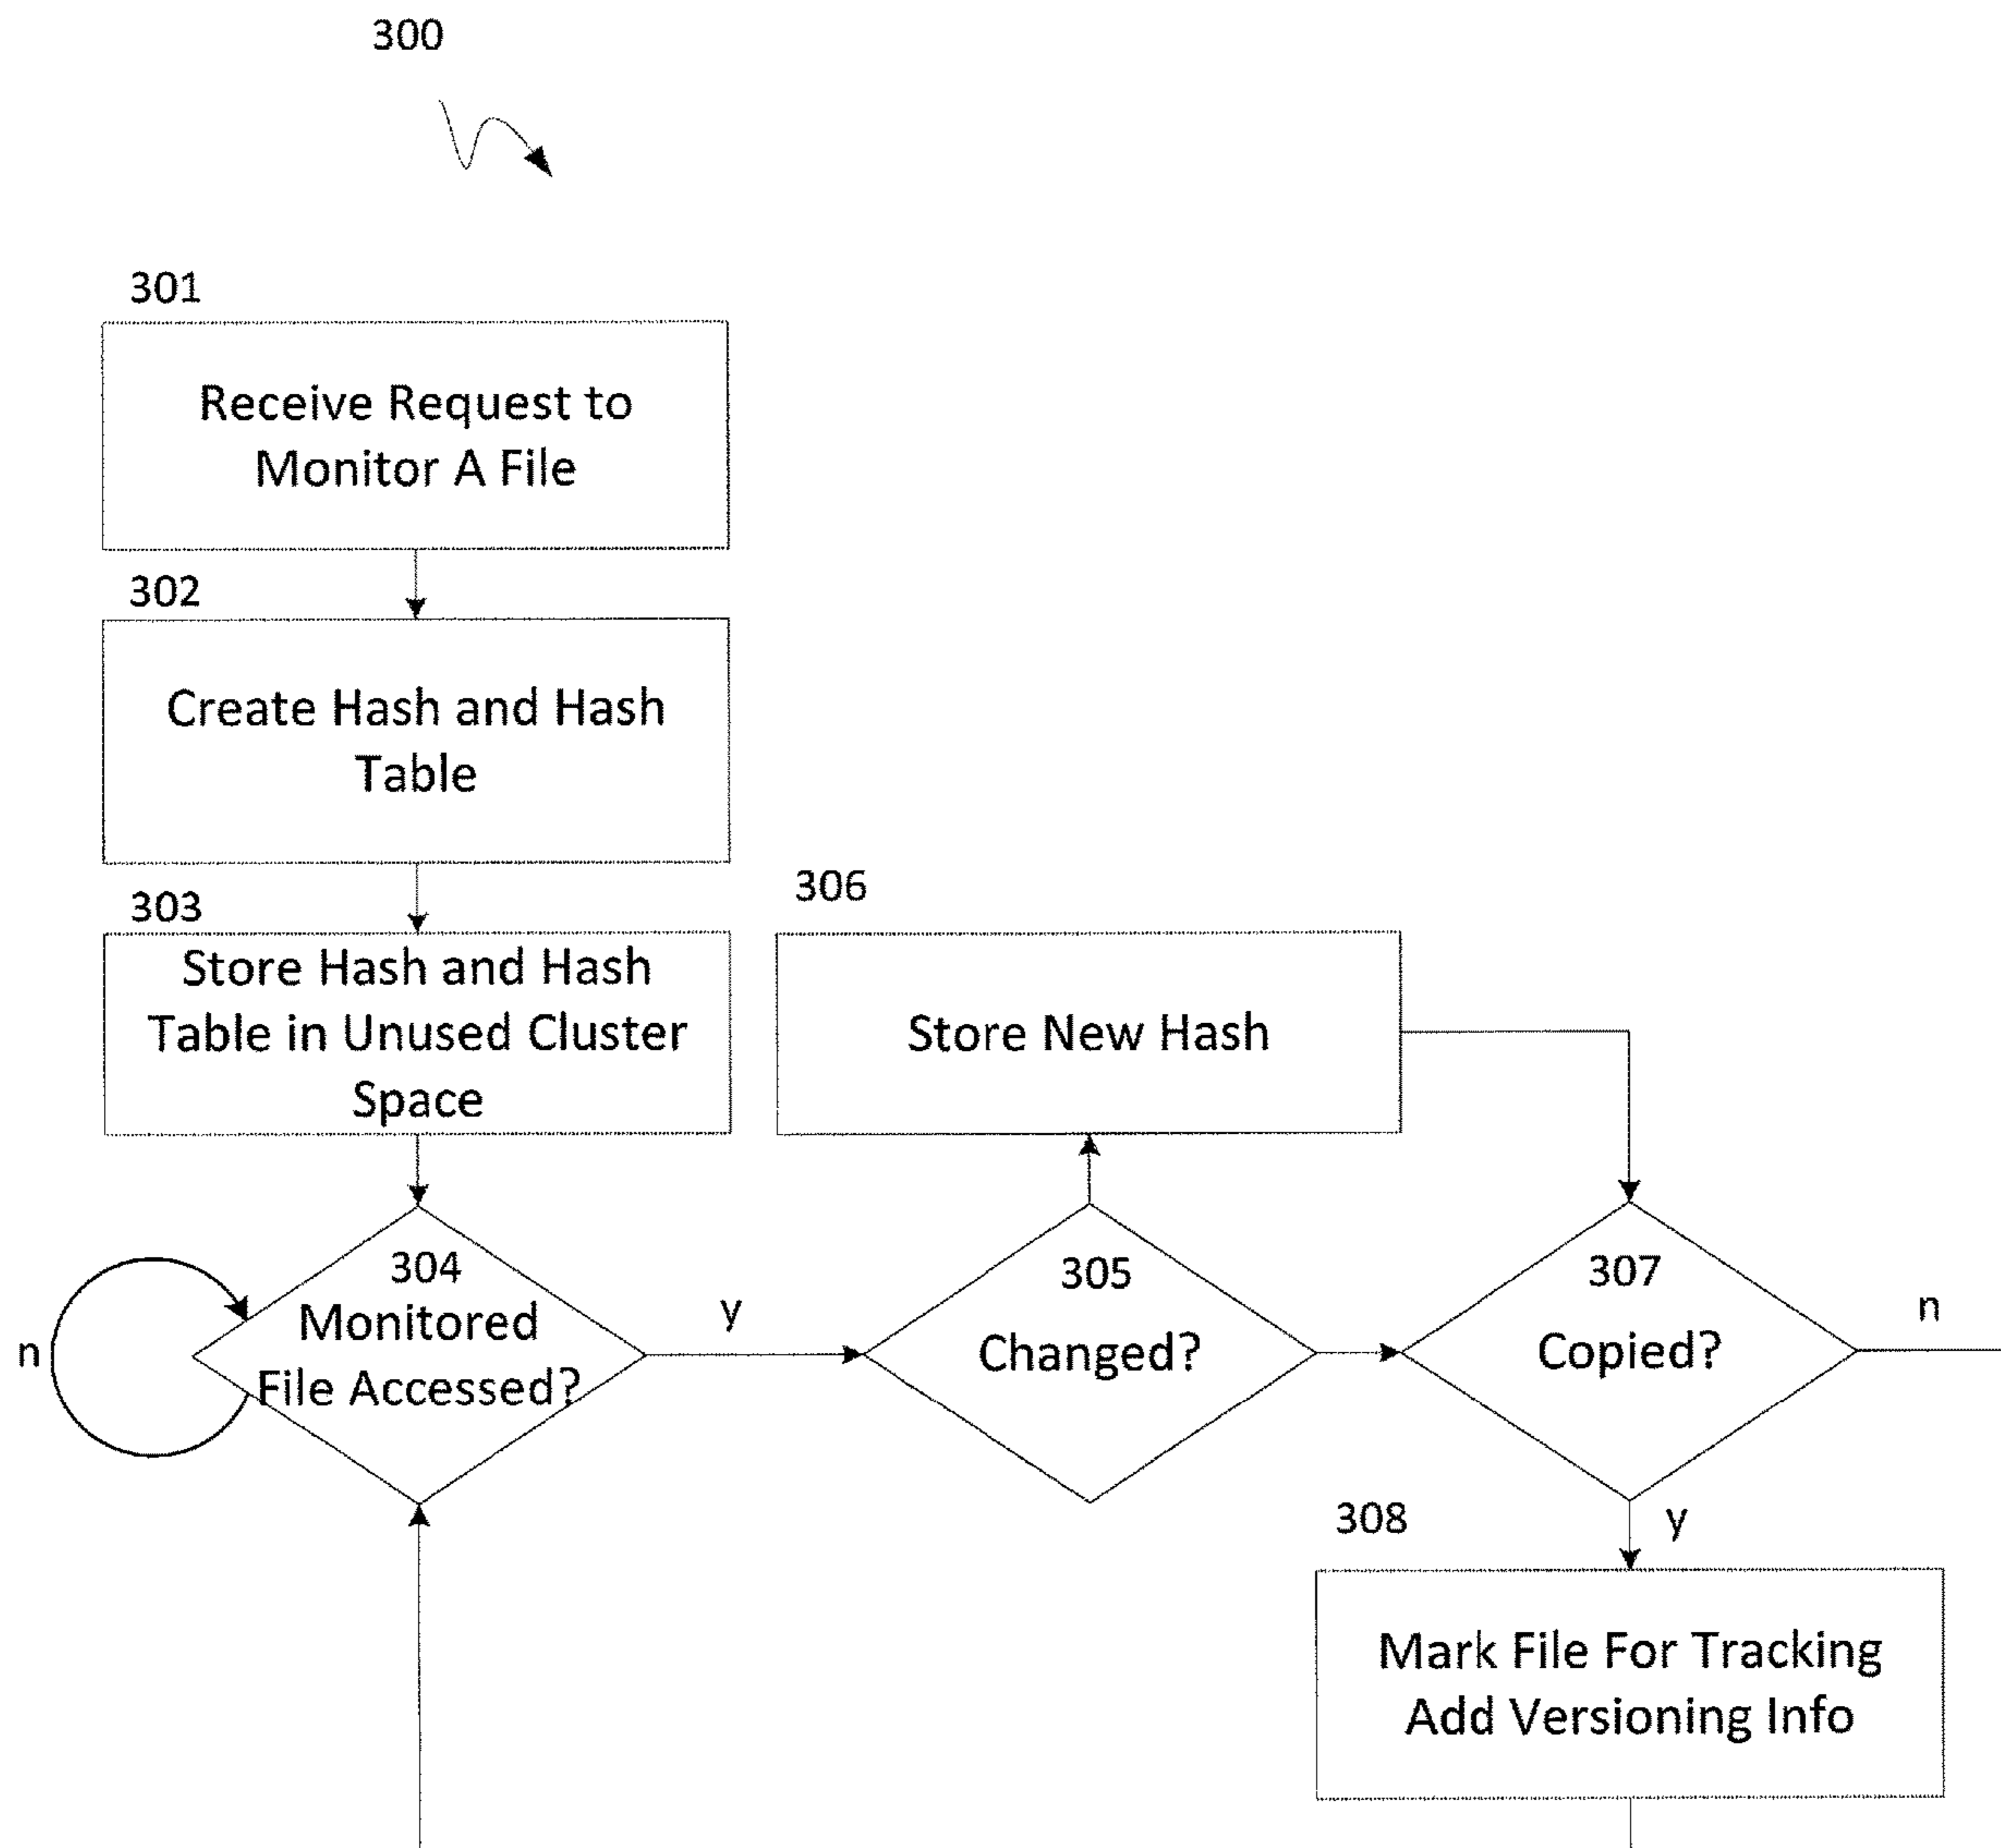 300
301
Receive Request to
Monitor A File
302
Create Hash and Hash
Table
303
Store Hash and Hash
Table in Unused Cluster
Space
306
Store New Hash
304
Monitored
File Accessed?
n
y
305
Changed?
307
Copied?
n
308
y
Mark File For Tracking
Add Versioning Info